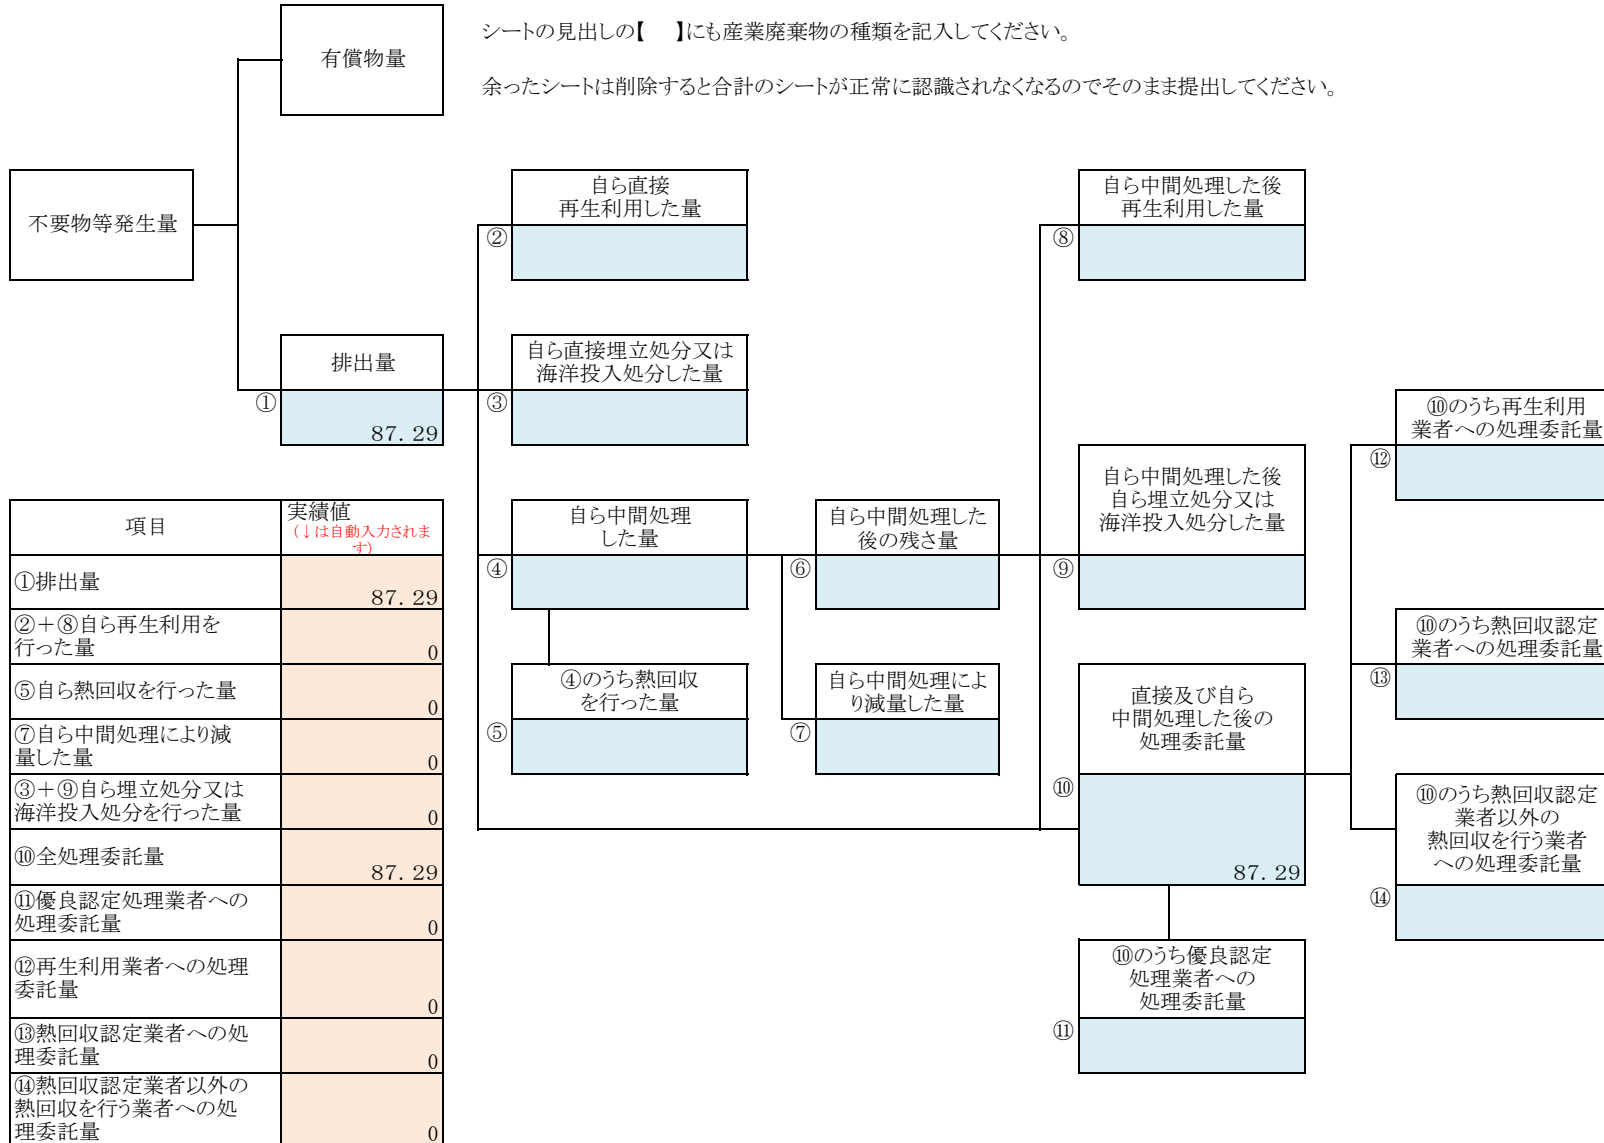 シートの見出しの【　】にも産業廃棄物の種類を記入してください。
余ったシートは削除すると合計のシートが正常に認識されなくなるのでそのまま提出してください。
有償物量
不要物等発生量
排出量
①
87.29
自ら直接
再生利用した量
②
自ら直接埋立処分又は
海洋投入処分した量
③
自ら中間処理
した量
④
④のうち熱回収
を行った量
⑤
自ら中間処理した
後の残さ量
⑥
自ら中間処理によ
り減量した量
⑦
自ら中間処理した後
再生利用した量
⑧
自ら中間処理した後
自ら埋立処分又は
海洋投入処分した量
⑨
直接及び自ら
中間処理した後の
処理委託量
⑩
87.29
⑩のうち優良認定
処理業者への
処理委託量
⑪
⑩のうち再生利用
業者への処理委託量
⑫
⑩のうち熱回収認定
業者への処理委託量
⑬
⑩のうち熱回収認定
業者以外の
熱回収を行う業者
への処理委託量
⑭
項目
実績値
(↓は自動入力されま
す)
①排出量
87.29
②＋⑧自ら再生利用を
行った量
0
⑤自ら熱回収を行った量
0
⑦自ら中間処理により減
量した量
0
③＋⑨自ら埋立処分又は
海洋投入処分を行った量
0
⑩全処理委託量
87.29
⑪優良認定処理業者への
処理委託量
0
⑫再生利用業者への処理
委託量
0
⑬熱回収認定業者への処
理委託量
0
⑭熱回収認定業者以外の
熱回収を行う業者への処
理委託量
0